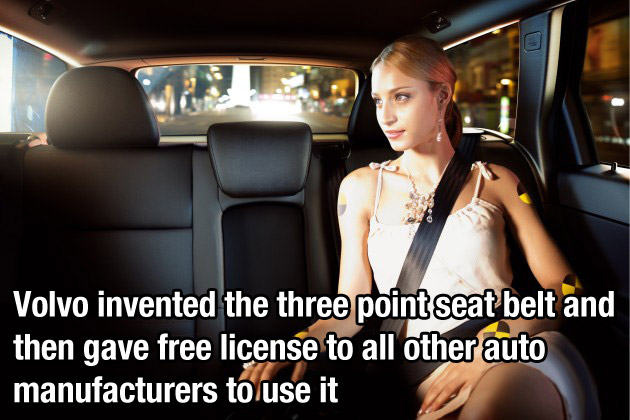 Volvo invented the three point seat belt and
then gave free license to all other auto
manufacturers to use it